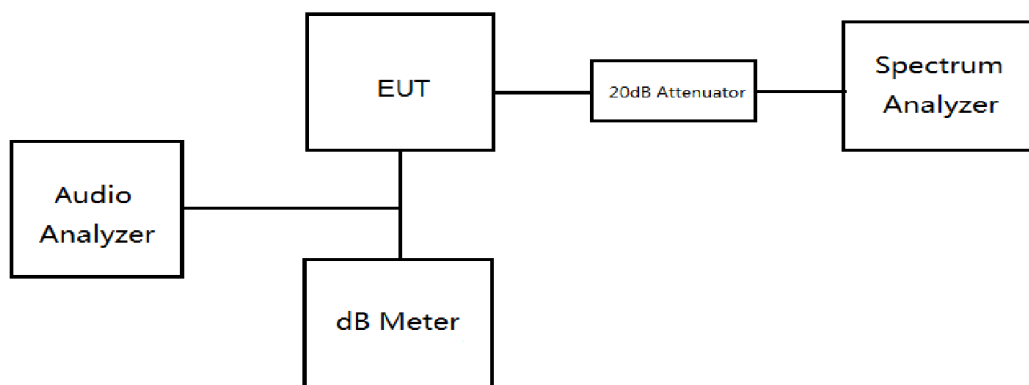 EUT
20dB Attenuator
Spectrum
Analyzer
Audio
Analyzer
dB Meter